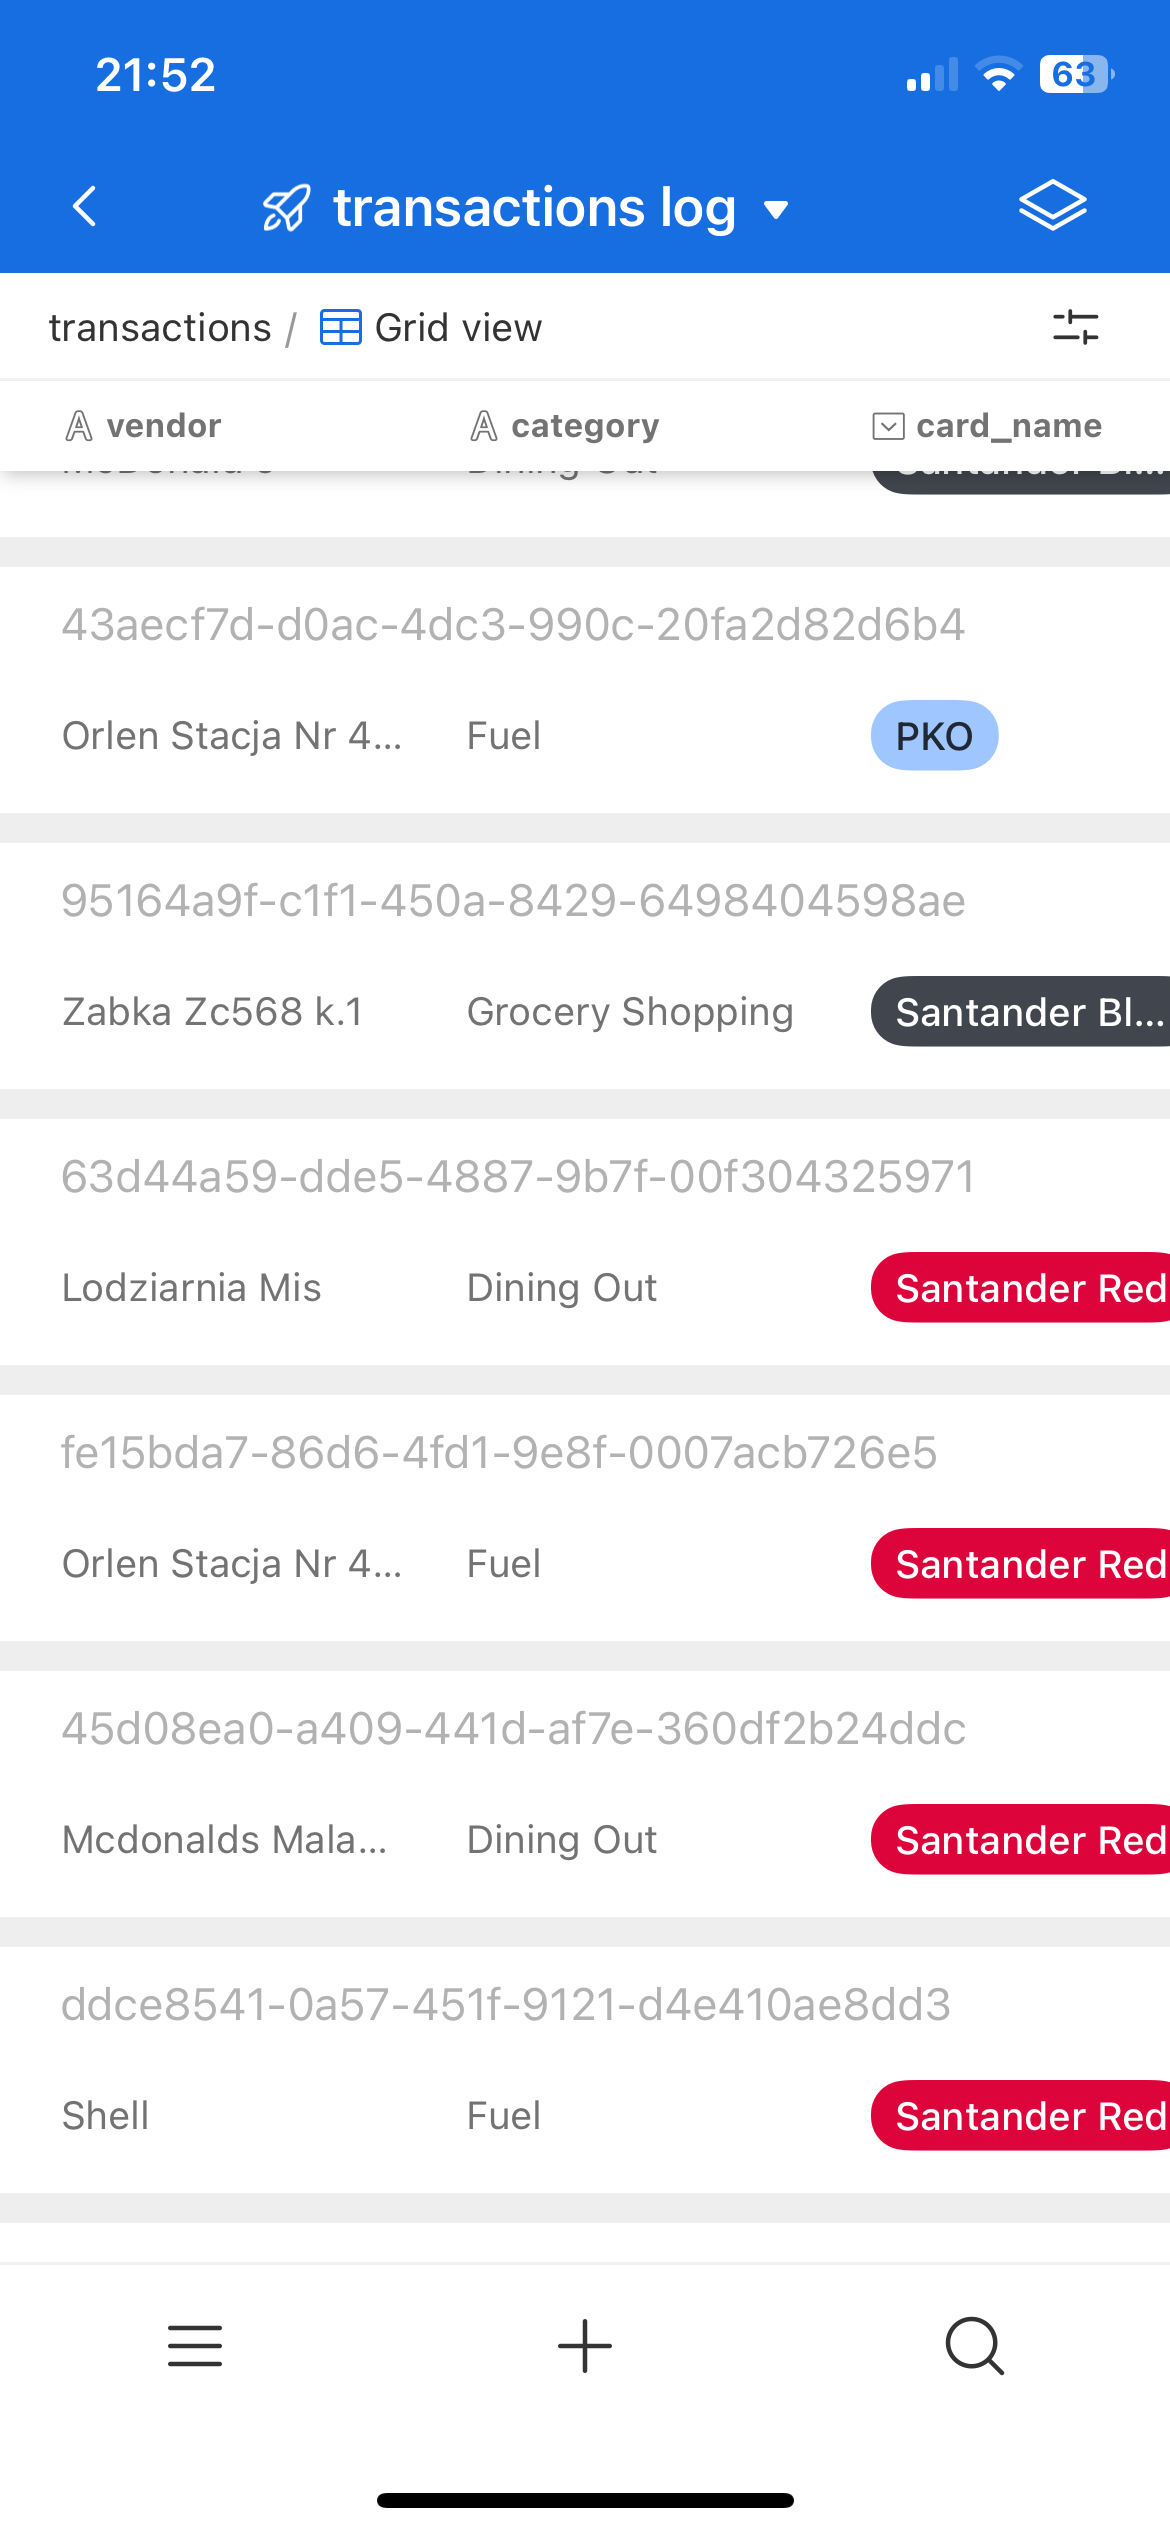 21:52
63
transactions log
transactions / Grid view
vendor category card_name
43aecf7d-d0ac-4dc3-990c-20fa2d82d6b4
Orlen Stacja Nr 4... Fuel PKO
95164a9f-c1f1-450a-8429-6498404598ae
Zabka Zc568 k.1 Grocery Shopping Santander Bl...
63d44a59-dde5-4887-9b7f-00f304325971
Lodziarnia Mis Dining Out Santander Red
fe15bda7-86d6-4fd1-9e8f-0007acb726e5
Orlen Stacja Nr 4... Fuel Santander Red
45d08ea0-a409-441d-af7e-360df2b24ddc
Mcdonalds Mala... Dining Out Santander Red
ddce8541-0a57-451f-9121-d4e410ae8dd3
Shell Fuel Santander Red